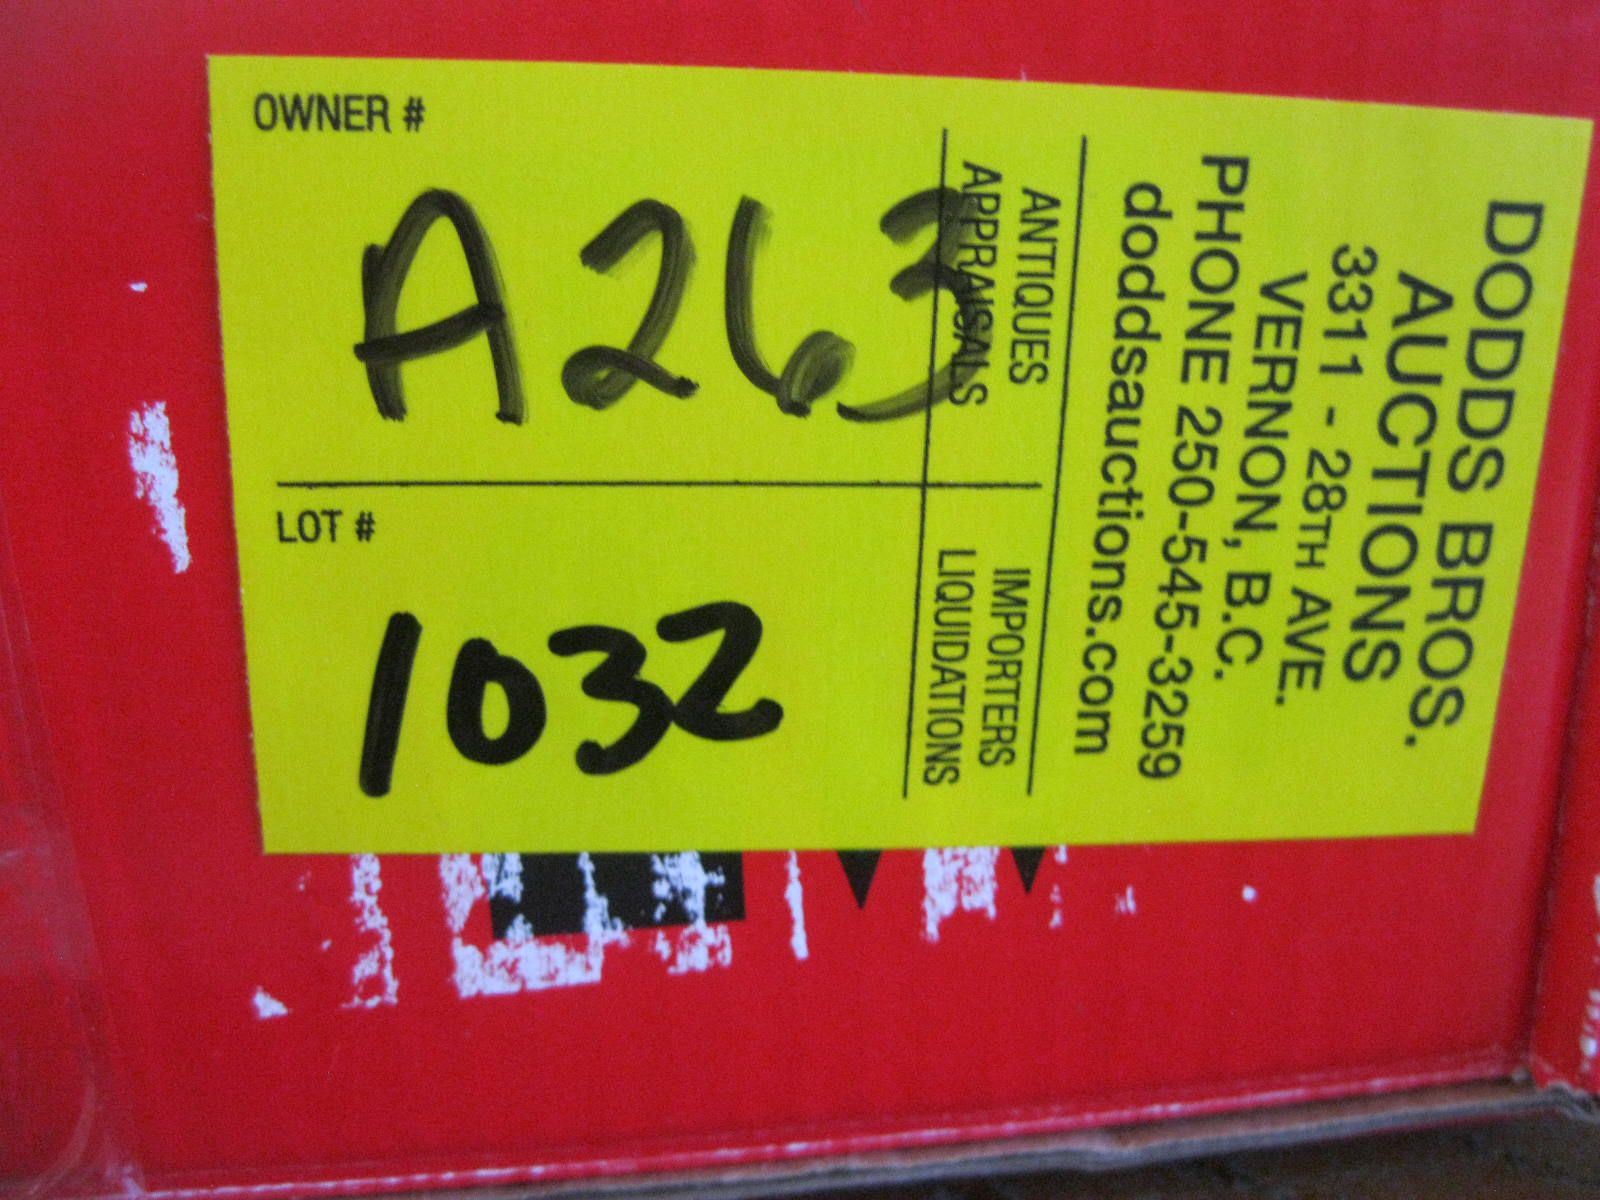 OWNER #
A263
LOT #
1032
DODDS BROS.
AUCTIONS
3311 - 28TH AVE.
VERNON, B.C.
PHONE 250-545-3259
doddsauctions.com
ANTIQUES
APPRAISALS
IMPORTERS
LIQUIDATIONS